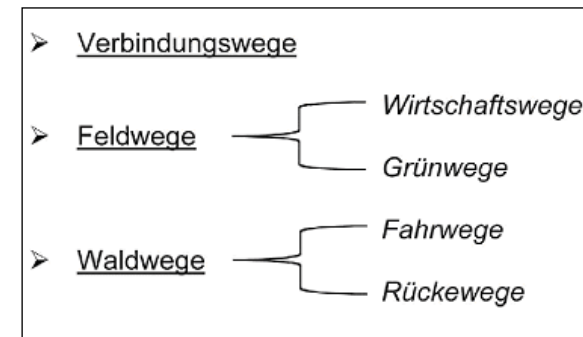 ➢ Verbindungswege
Wirtschaftswege
➢ Feldwege
Grünwege
Fahrwege
➢ Waldwege
Rückewege